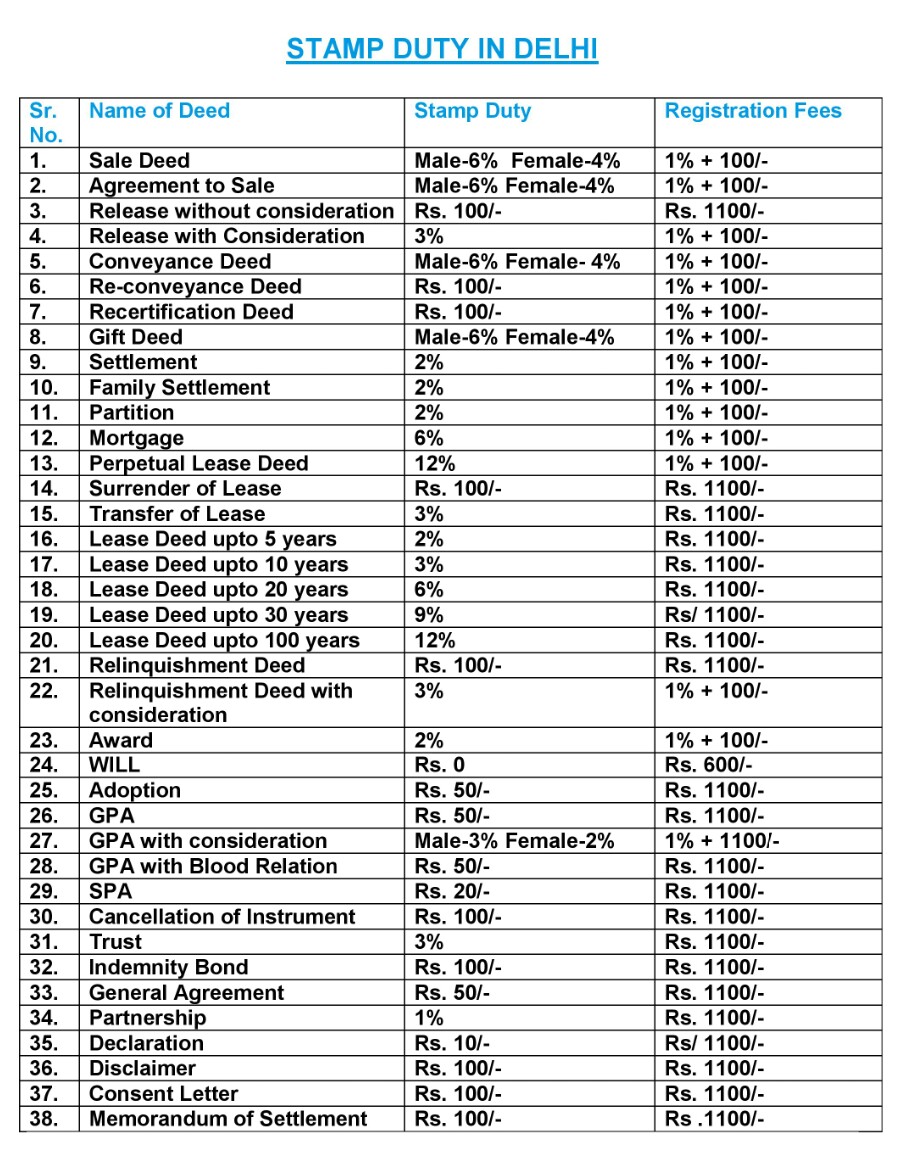 STAMP DUTY IN DELHI
Sr. No. Name of Deed Stamp Duty Registration Fees
1. Sale Deed Male-6% Female-4% 1% + 100/-
2. Agreement to Sale Male-6% Female-4% 1% + 100/-
3. Release without consideration Rs. 100/- Rs. 1100/-
4. Release with Consideration 3% 1% + 100/-
5. Conveyance Deed Male-6% Female- 4% 1% + 100/-
6. Re-conveyance Deed Rs. 100/- 1% + 100/-
7. Recertification Deed Rs. 100/- 1% + 100/-
8. Gift Deed Male-6% Female-4% 1% + 100/-
9. Settlement 2% 1% + 100/-
10. Family Settlement 2% 1% + 100/-
11. Partition 2% 1% + 100/-
12. Mortgage 6% 1% + 100/-
13. Perpetual Lease Deed 12% 1% + 100/-
14. Surrender of Lease Rs. 100/- Rs. 1100/-
15. Transfer of Lease 3% Rs. 1100/-
16. Lease Deed upto 5 years 2% Rs. 1100/-
17. Lease Deed upto 10 years 3% Rs. 1100/-
18. Lease Deed upto 20 years 6% Rs. 1100/-
19. Lease Deed upto 30 years 9% Rs/ 1100/-
20. Lease Deed upto 100 years 12% Rs. 1100/-
21. Relinquishment Deed Rs. 100/- Rs. 1100/-
22. Relinquishment Deed with 3% 1% + 100/-
consideration
23. Award 2% 1% + 100/-
24. WILL Rs. 0 Rs. 600/-
25. Adoption Rs. 50/- Rs. 1100/-
26. GPA Rs. 50/- Rs. 1100/-
27. GPA with consideration Male-3% Female-2% 1% + 1100/-
28. GPA with Blood Relation Rs. 50/- Rs. 1100/-
29. SPA Rs. 20/- Rs. 1100/-
30. Cancellation of Instrument Rs. 100/- Rs. 1100/-
31. Trust 3% Rs. 1100/-
32. Indemnity Bond Rs. 100/- Rs. 1100/-
33. General Agreement Rs. 50/- Rs. 1100/-
34. Partnership 1% Rs. 1100/-
35. Declaration Rs. 10/- Rs/ 1100/-
36. Disclaimer Rs. 100/- Rs. 1100/-
37. Consent Letter Rs. 100/- Rs. 1100/-
38. Memorandum of Settlement Rs. 100/- Rs .1100/-